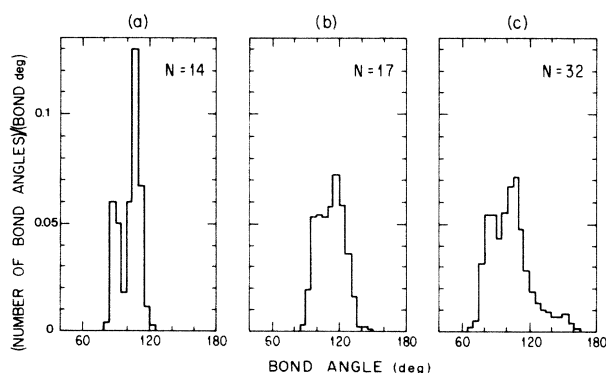 (a) (b) (c)
N=14 N=17 N=32
(NUMBER OF BOND ANGLES)/(BOND deg)
0.1
0.05
0
60 120 180 60 120 180 60 120 180
BOND ANGLE (deg)